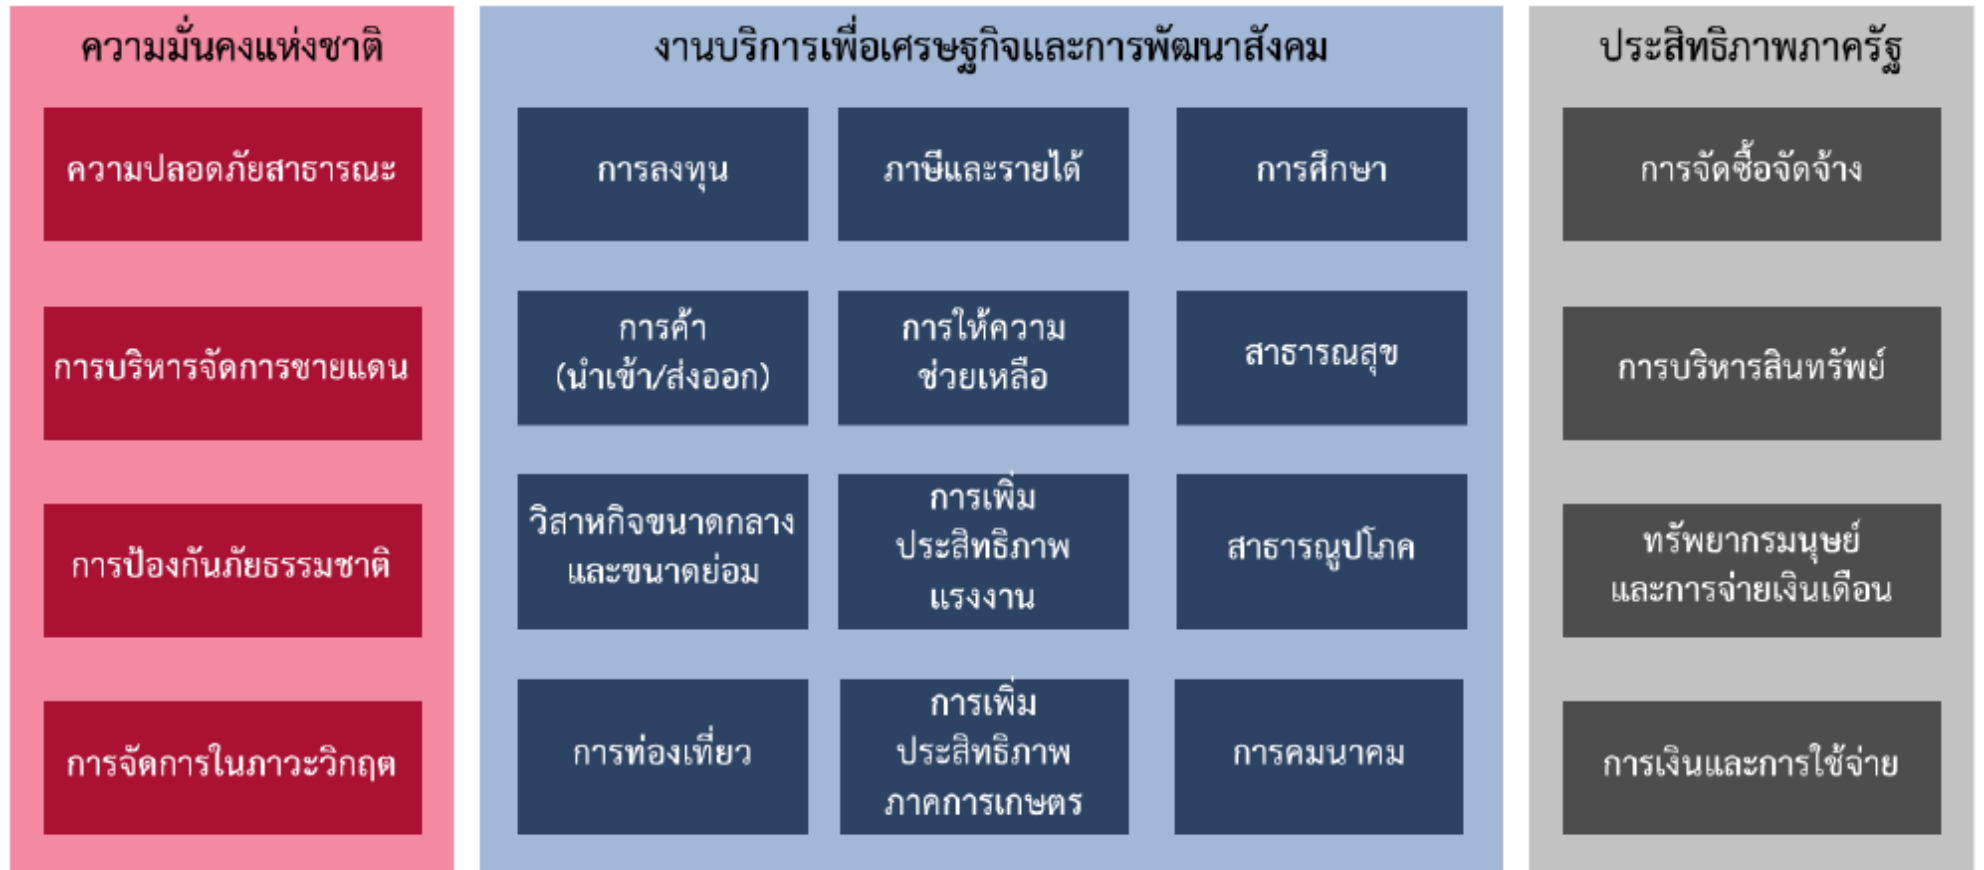 ความมั่นคงแห่งชาติ
ความปลอดภัยสาธารณะ
การบริหารจัดการชายแดน
การป้องกันภัยธรรมชาติ
การจัดการในภาวะวิกฤต
งานบริการเพื่อเศรษฐกิจและการพัฒนาสังคม
การลงทุน
ภาษีและรายได้
การศึกษา
การค้า
(นำเข้า/ส่งออก)
การให้ความ
ช่วยเหลือ
สาธารณสุข
วิสาหกิจขนาดกลาง
และขนาดย่อม
การเพิ่ม
ประสิทธิภาพ
แรงงาน
สาธารณูปโภค
การท่องเที่ยว
การเพิ่ม
ประสิทธิภาพ
ภาคการเกษตร
การคมนาคม
ประสิทธิภาพภาครัฐ
การจัดซื้อจัดจ้าง
การบริหารสินทรัพย์
ทรัพยากรมนุษย์
และการจ่ายเงินเดือน
การเงินและการใช้จ่าย